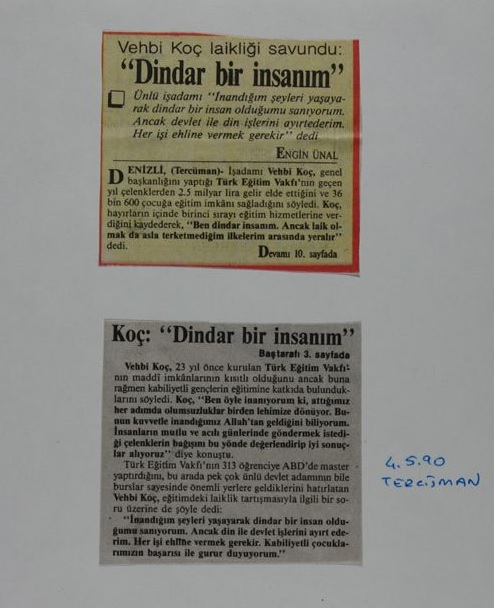 Vehbi Koç laikliği savundu:
“Dindar bir insanım”
Ünlü işadamı “İnandığım şeyleri yaşaya-
rak dindar bir insan olduğumu sanıyorum.
Ancak devlet ile din işlerini ayırtederim.
Her işi ehline vermek gerekir” dedi
ENGİN ÜNAL
DENİZLİ, (Tercüman)- İşadamı Vehbi Koç, genel
başkanlığını yaptığı Türk Eğitim Vakfı'nın geçen
yıl çelenklerden 2.5 milyar lira gelir elde ettiğini ve 36
bin 600 çocuğa eğitim imkânı sağladığını söyledi. Koç,
hayırların içinde birinci sırayı eğitim hizmetlerine ver-
diğini kaydederek, “Ben dindar insanım. Ancak laik ol-
mak da asla terketmediğim ilkelerim arasında yeralır”
dedi.
Devamı 10. sayfada
Koç: “Dindar bir insanım”
Baştarafı 3. sayfada
Vehbi Koç, 23 yıl önce kurulan Türk Eğitim Vakfı'-
nın maddî imkânlarının kısıtlı olduğunu ancak buna
rağmen kabiliyetli gençlerin eğitimine katkıda bulunduk-
larını söyledi. Koç, “Ben öyle inanıyorum ki, attığımız
her adımda olumsuzluklar birden lehimize dönüyor. Bu-
nun kuvvetle inandığımız Allah'tan geldiğini biliyorum.
İnsanların mutlu ve acılı günlerinde göndermek istedi-
ği çelenklerin bağışını bu yönde değerlendirip iyi sonuç-
lar alıyoruz” diye konuştu.
Türk Eğitim Vakfı'nın 313 öğrenciye ABD'de master
yaptırdığını, bu arada pek çok ünlü devlet adamının bile
burslar sayesinde önemli yerlere geldiklerini hatırlatan
Vehbi Koç, eğitimdeki laiklik tartışmasıyla ilgili bir so-
ru üzerine de şöyle dedi:
“İnandığım şeyleri yaşayarak dindar bir insan oldu-
ğumu sanıyorum. Ancak din ile devlet işlerini ayırt ede-
rim. Her işi ehline vermek gerekir. Kabiliyetli çocukla-
rımızın başarısı ile gurur duyuyorum.”
4.5.90
TERCÜMAN